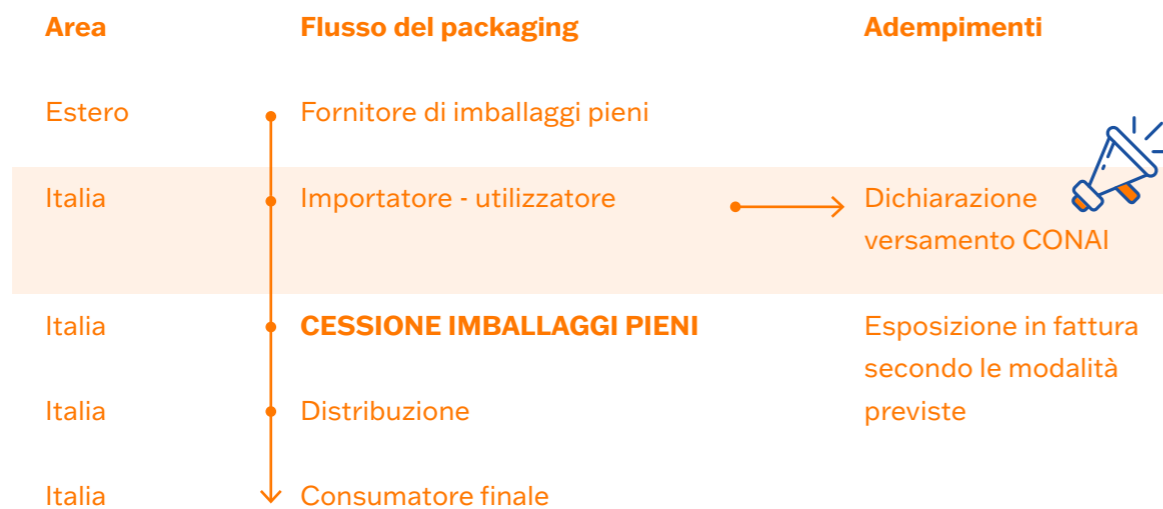 Area Flusso del packaging Adempimenti
Estero Fornitore di imballaggi pieni
Italia Importatore - utilizzatore Dichiarazione
versamento CONAI
Italia CESSIONE IMBALLAGGI PIENI Esposizione in fattura
secondo le modalità
Italia Distribuzione previste
Italia Consumatore finale